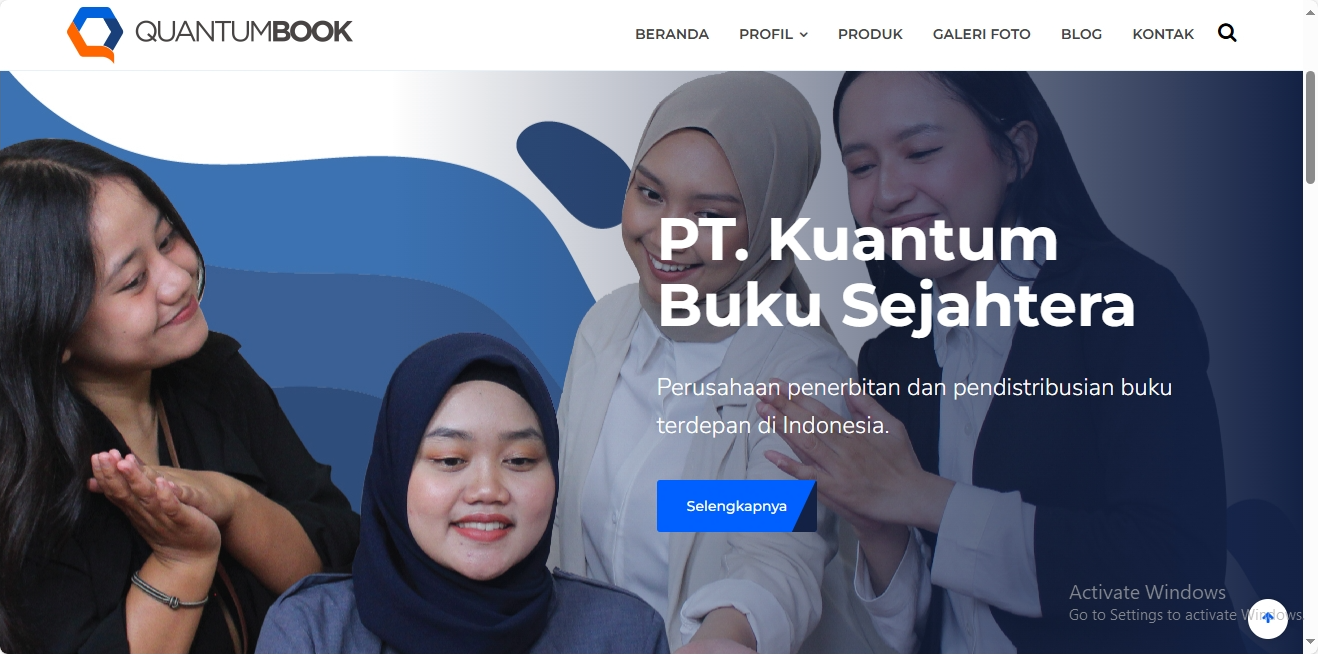 QUANTUMBOOK
BERANDA PROFIL PRODUK GALERI FOTO BLOG KONTAK
PT. Kuantum
Buku Sejahtera
Perusahaan penerbitan dan pendistribusian buku
terdepan di Indonesia.
Selengkapnya
Activate Windows
Go to Settings to activate Windows.